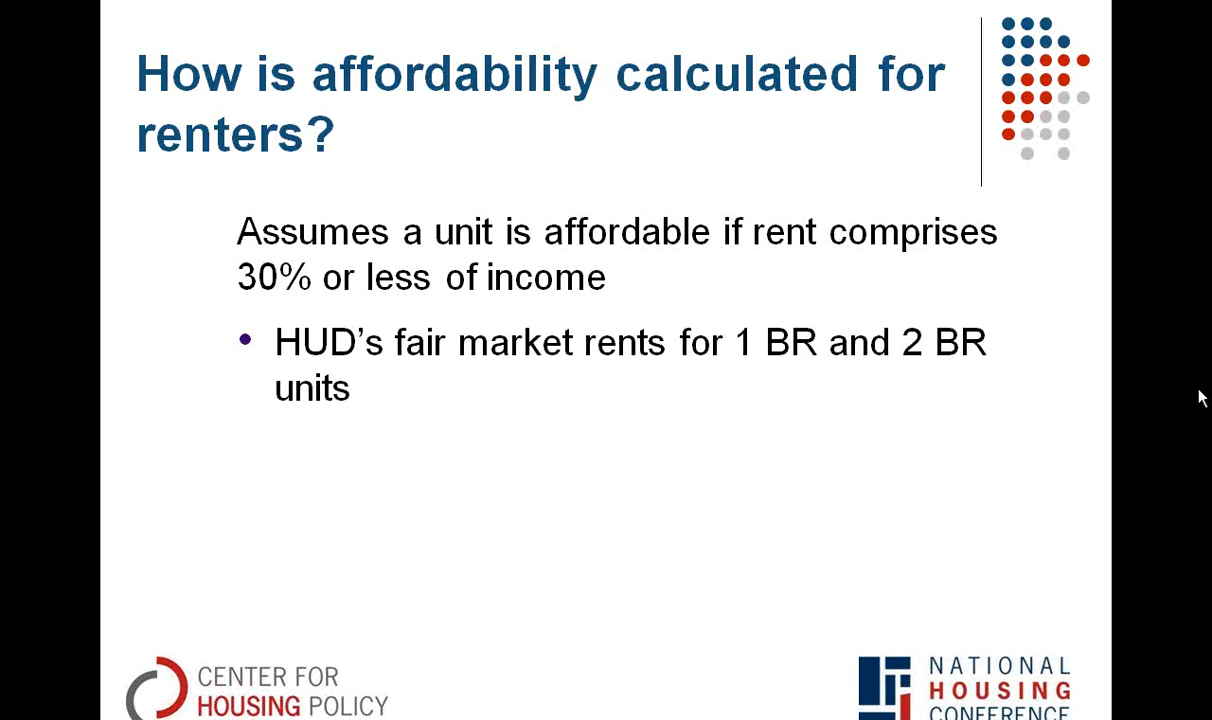 How is affordability calculated for
renters?
Assumes a unit is affordable if rent comprises
30% or less of income
• HUD's fair market rents for 1 BR and 2 BR
units
CENTER FOR
HOUSING POLICY
NATIONAL
HOUSING
CONFERENCE